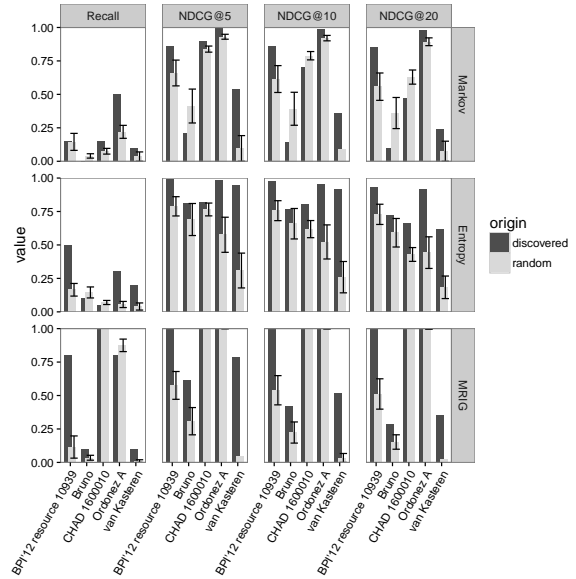 Recall NDCG@5 NDCG@10 NDCG@20
1.00
0.75
0.50
0.25
0.00
Markov
1.00
0.75
0.50
0.25
0.00
Entropy
1.00
0.75
0.50
0.25
0.00
MRIG
value
origin
discovered
random
BPI'12 resource 10939
Bruno
CHAD 1600010
Ordonez A
van Kasteren
BPI'12 resource 10939
Bruno
CHAD 1600010
Ordonez A
van Kasteren
BPI'12 resource 10939
Bruno
CHAD 1600010
Ordonez A
van Kasteren
BPI'12 resource 10939
Bruno
CHAD 1600010
Ordonez A
van Kasteren